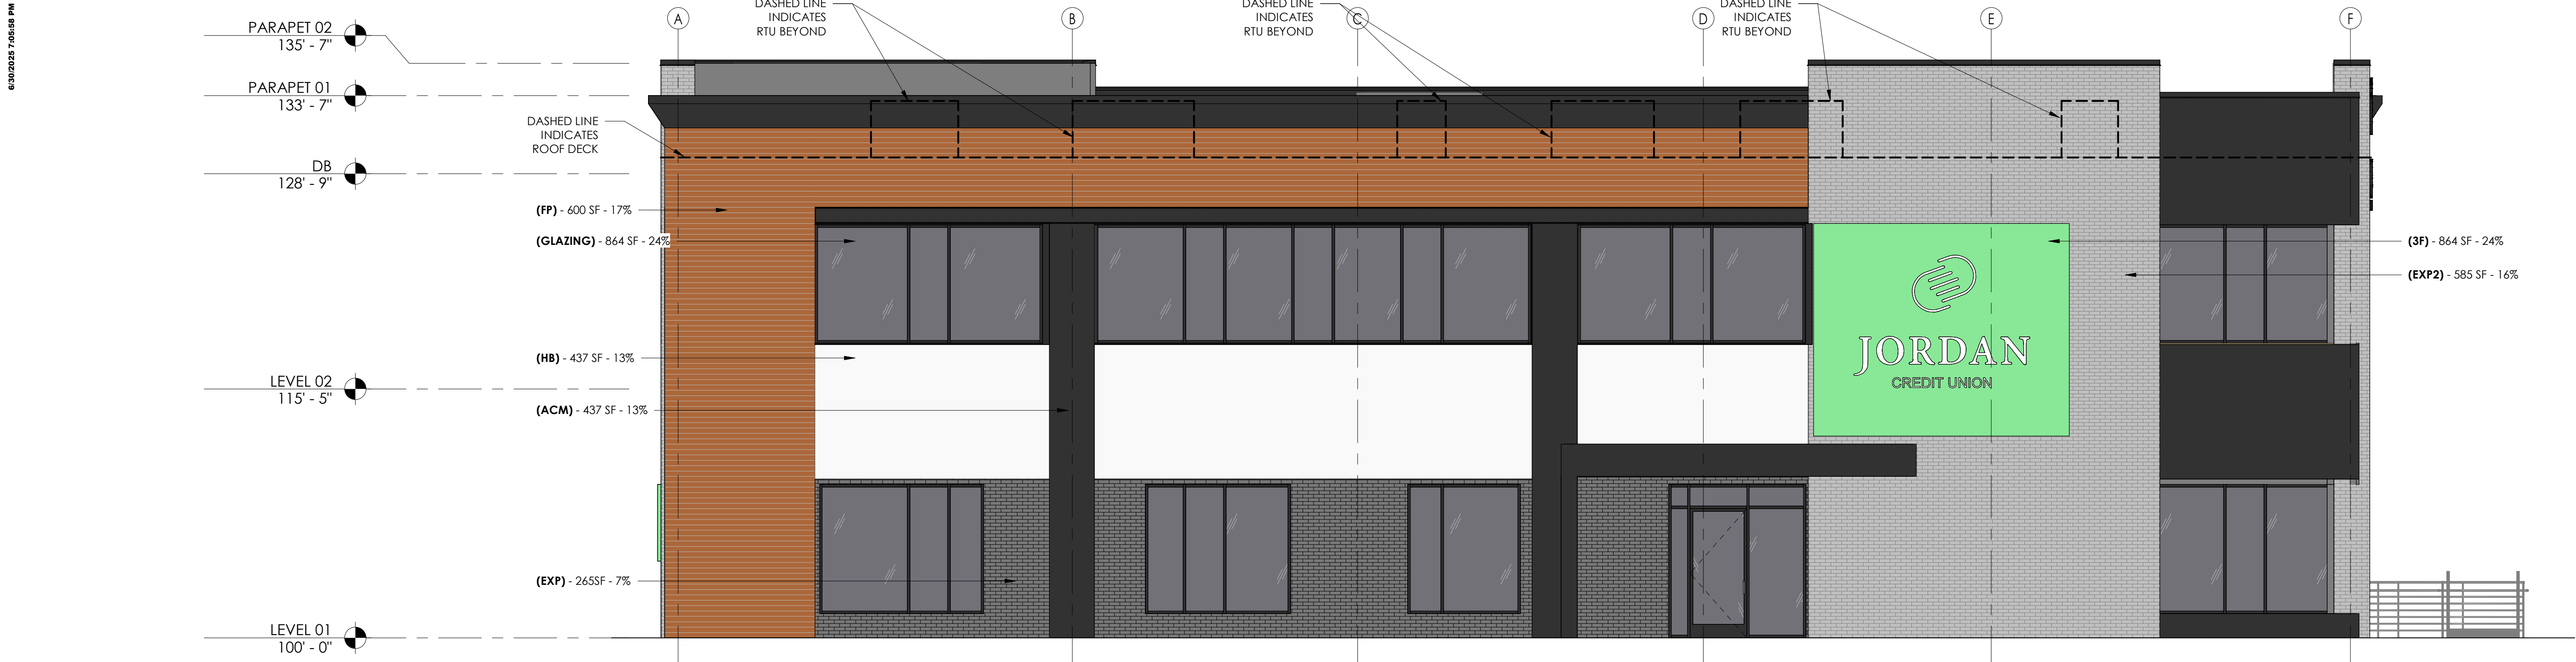 6/30/2025 7:05:58 PM
PARAPET 02
135' - 7"
PARAPET 01
133' - 7"
DB
128' - 9"
LEVEL 02
115' - 5"
LEVEL 01
100' - 0"
DASHED LINE
INDICATES
RTU BEYOND
DASHED LINE
INDICATES
RTU BEYOND
DASHED LINE
INDICATES
RTU BEYOND
A
B
C
D
E
F
DASHED LINE
INDICATES
ROOF DECK
(FP) - 600 SF - 17%
(GLAZING) - 864 SF - 24%
(HB) - 437 SF - 13%
(ACM) - 437 SF - 13%
(EXP) - 265SF - 7%
JORDAN
CREDIT UNION
(3F) - 864 SF - 24%
(EXP2) - 585 SF - 16%